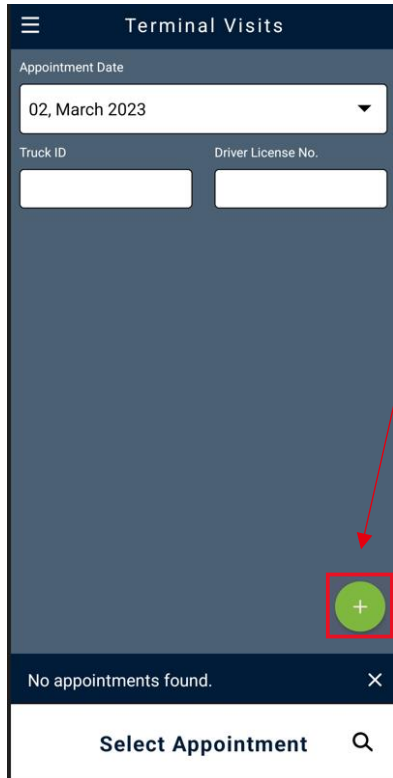 Terminal Visits
Appointment Date
02, March 2023
Truck ID Driver License No.
+
No appointments found.
Select Appointment